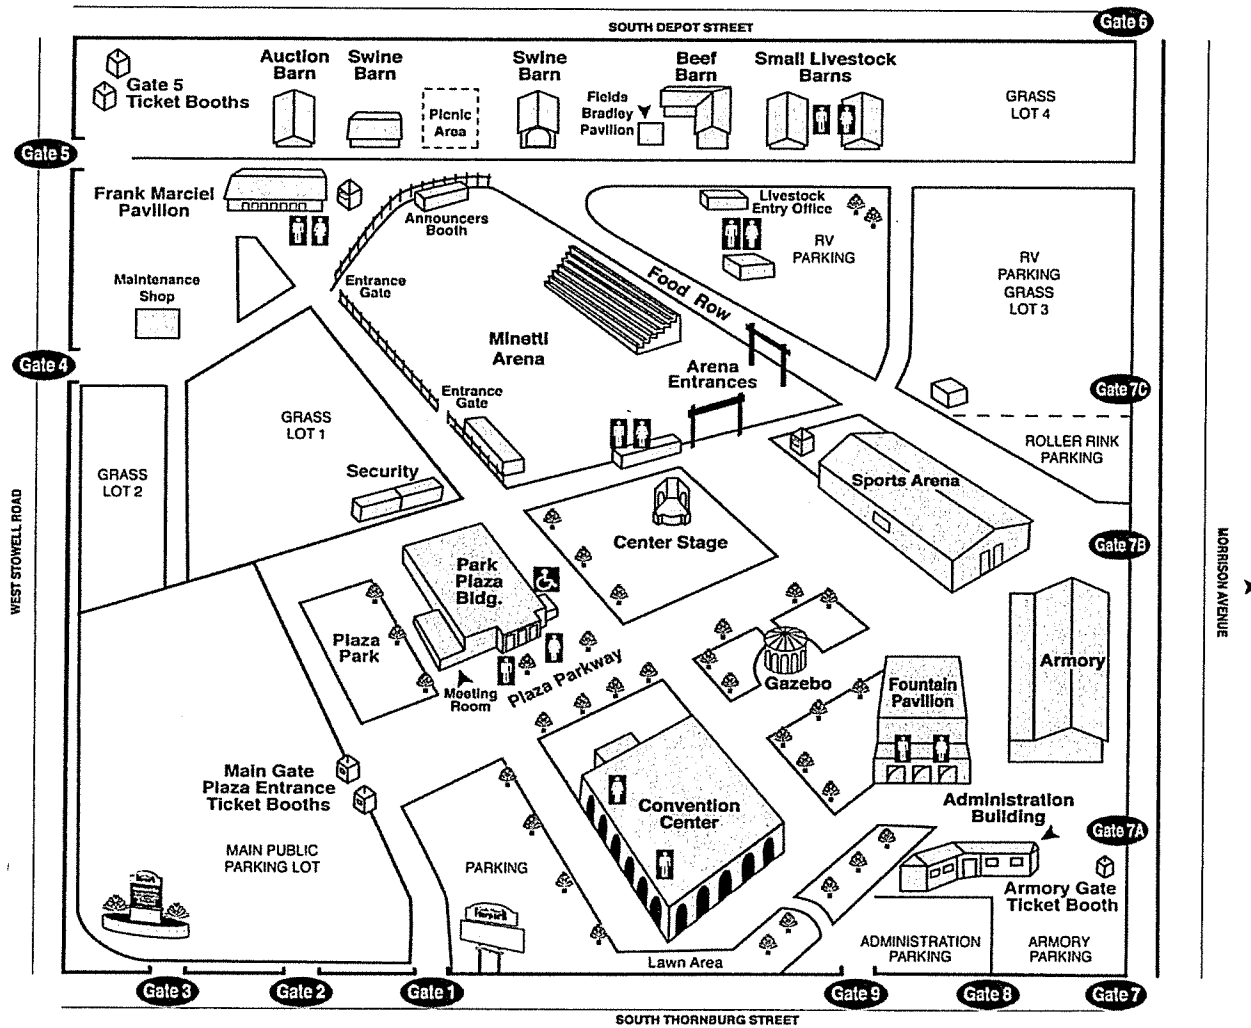 SOUTH DEPOT STREET
Gate 6
Auction
Barn
Swine
Barn
Swine
Barn
Beef
Barn
Small Livestock
Barns
Gate 5
Ticket Booths
Picnic
Area
Fields
Bradley
Pavilion
GRASS
LOT 4
Gate 5
Frank Marciel
Pavilion
Announcers
Booth
Livestock
Entry Office
RV
PARKING
RV
PARKING
GRASS
LOT 3
Maintenance
Shop
Entrance
Gate
Food Row
Minetti
Arena
Gate 4
Arena
Entrances
Gate 7C
Entrance
Gate
GRASS
LOT 1
ROLLER RINK
PARKING
GRASS
LOT 2
Security
Sports Arena
WEST STOWELL ROAD
Center Stage
Gate 7B
MORRISON AVENUE
Park
Plaza
Bldg.
Plaza
Park
Meeting
Room
Plaza Parkway
Gazebo
Fountain
Pavilion
Armory
Main Gate
Plaza Entrance
Ticket Booths
Convention
Center
Administration
Building
Gate 7A
MAIN PUBLIC
PARKING LOT
PARKING
Armory Gate
Ticket Booth
ADMINISTRATION
PARKING
ARMORY
PARKING
Lawn Area
Gate 3
Gate 2
Gate 1
Gate 9
Gate 8
Gate 7
SOUTH THORNBURG STREET